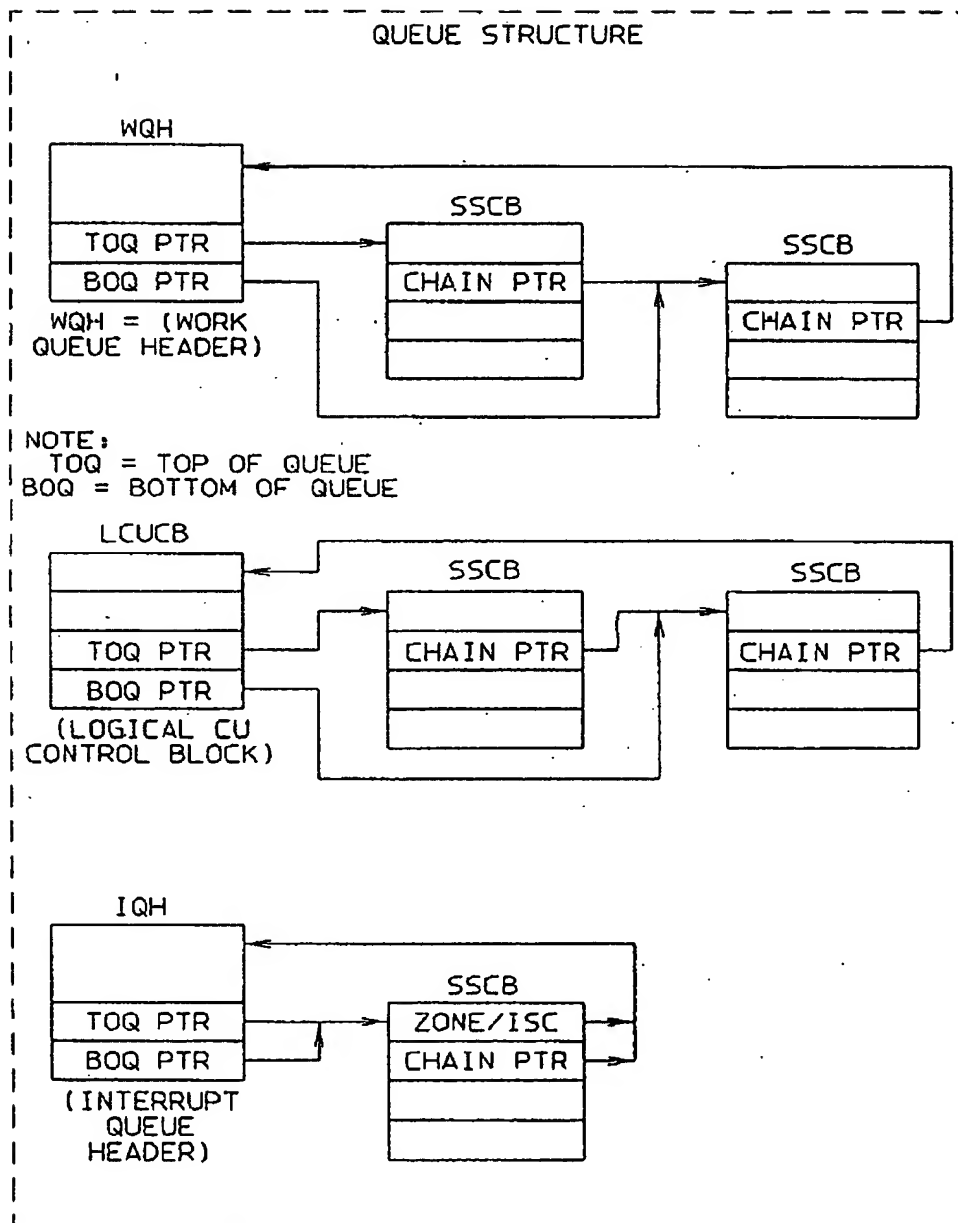 QUEUE STRUCTURE
WQH
SSCB
TOQ PTR
SSCB
BOQ PTR
CHAIN PTR
WQH = (WORK
QUEUE HEADER)
CHAIN PTR
NOTE:
TOQ = TOP OF QUEUE
BOQ = BOTTOM OF QUEUE
LCUCB
SSCB
SSCB
TOQ PTR
CHAIN PTR
CHAIN PTR
BOQ PTR
(LOGICAL CU
CONTROL BLOCK)
IQH
SSCB
TOQ PTR
ZONE/ISC
BOQ PTR
CHAIN PTR
(INTERRUPT
QUEUE
HEADER)